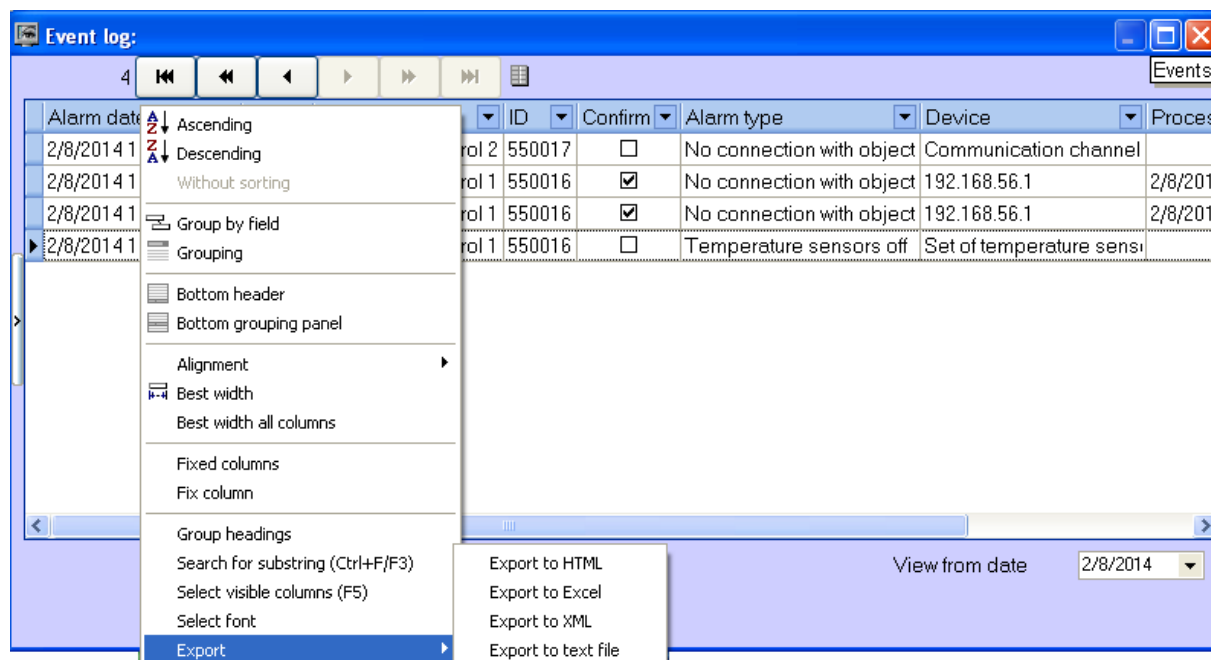 Event log:
4
Events
Alarm date ID Confirm Alarm type Device Proces
2/8/2014 1 rol 2 550017 No connection with object Communication channel
2/8/2014 1 rol 1 550016 No connection with object 192.168.56.1 2/8/201
2/8/2014 1 rol 1 550016 No connection with object 192.168.56.1 2/8/201
2/8/2014 1 rol 1 550016 Temperature sensors off Set of temperature sens
Ascending
Descending
Without sorting
Group by field
Grouping
Bottom header
Bottom grouping panel
Alignment
Best width
Best width all columns
Fixed columns
Fix column
Group headings
Search for substring (Ctrl+F/F3)
Select visible columns (F5)
Select font
Export
Export to HTML
Export to Excel
Export to XML
Export to text file
View from date 2/8/2014